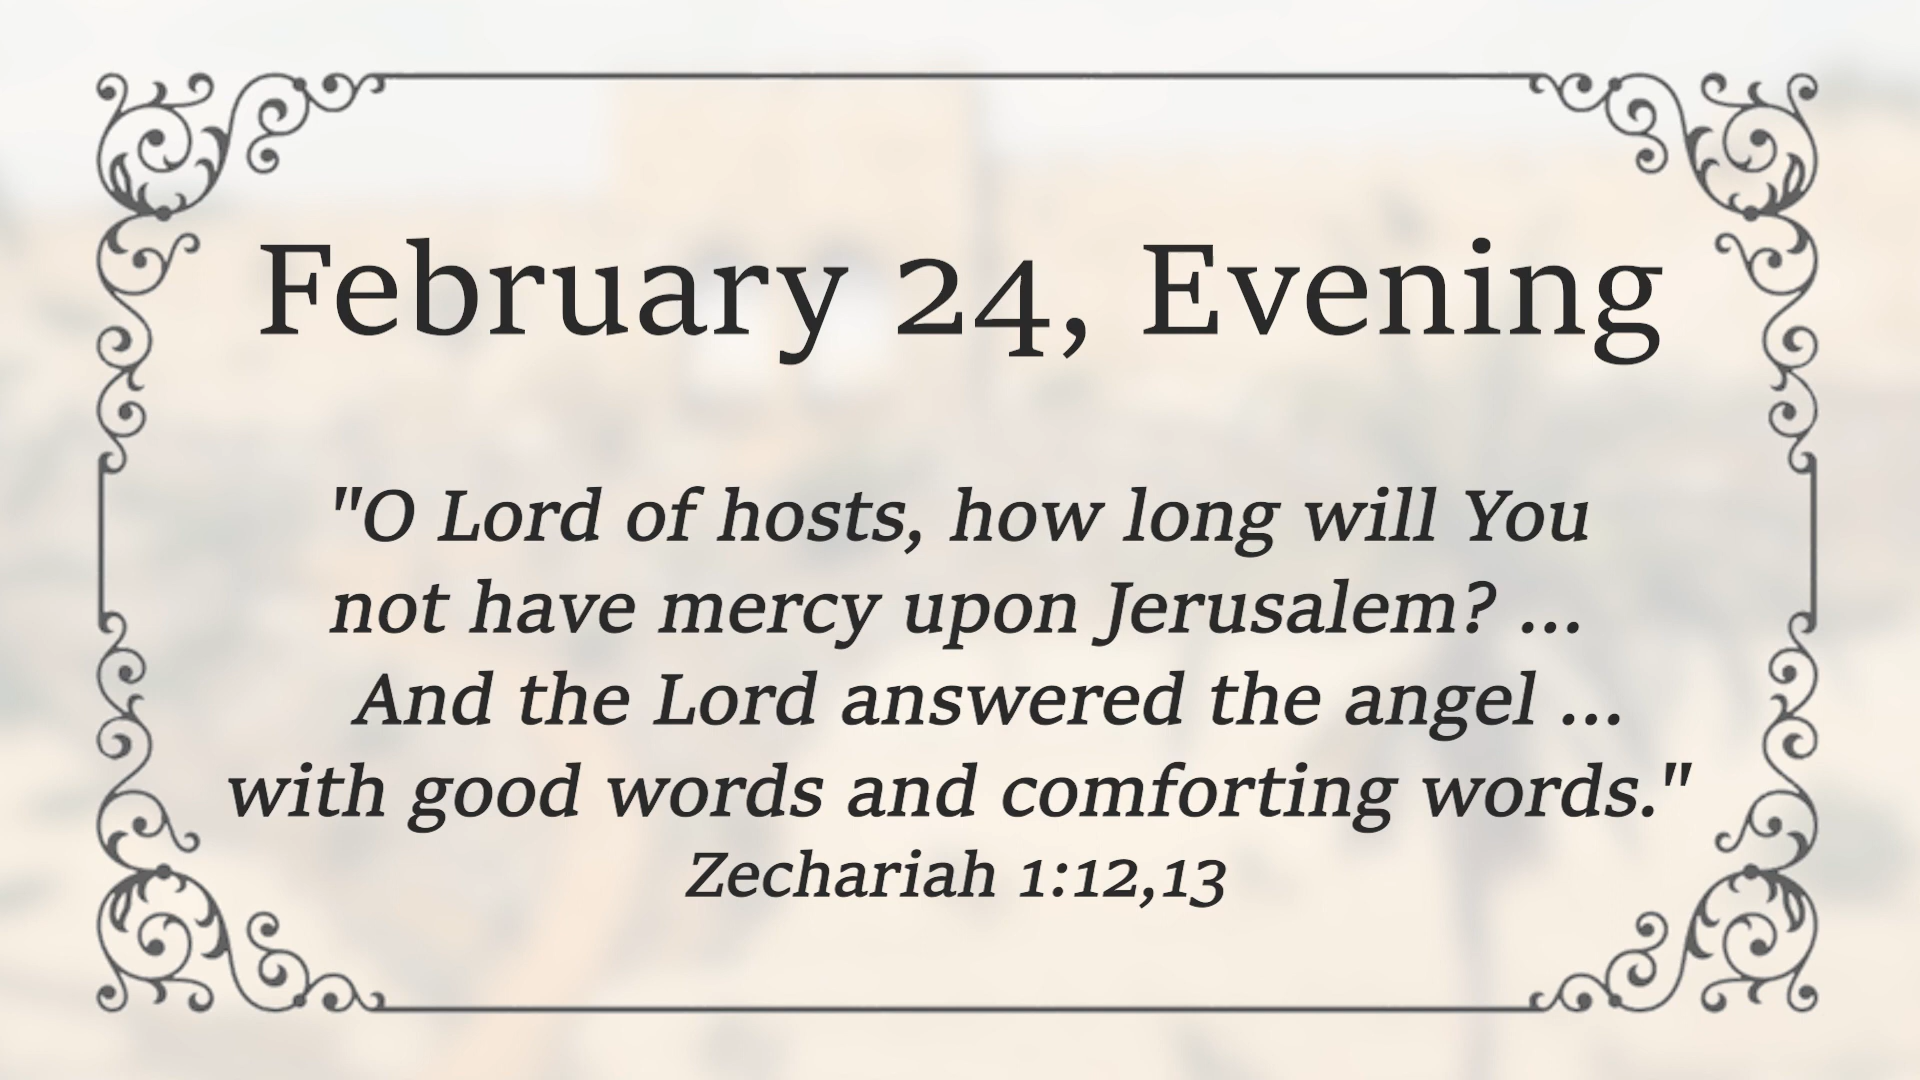 February 24, Evening
"O Lord of hosts, how long will You
not have mercy upon Jerusalem? ...
And the Lord answered the angel ...
with good words and comforting words."
Zechariah 1:12,13